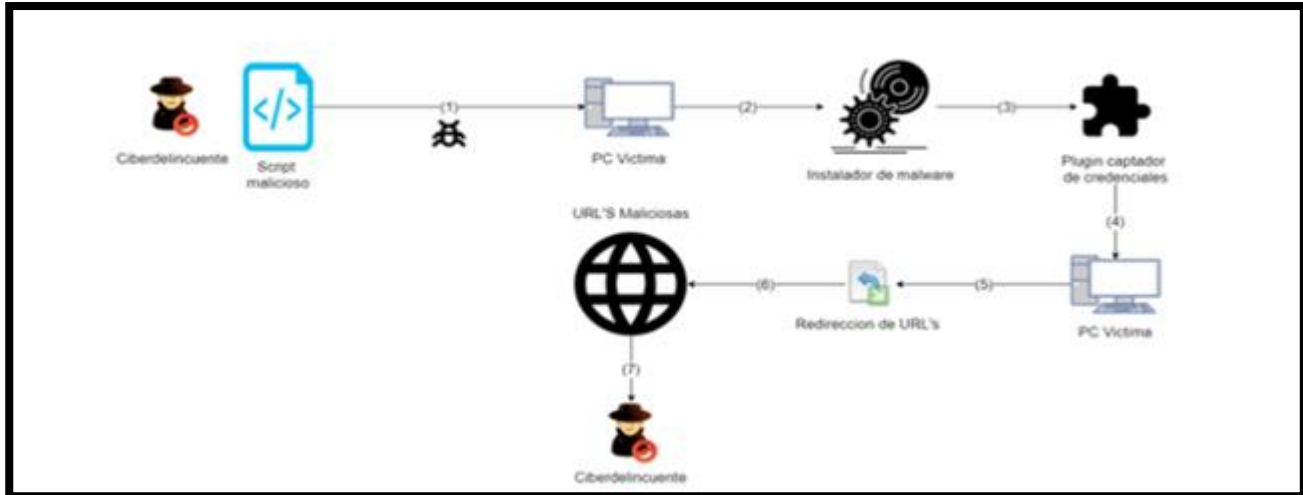 Ciberdelincuente
Script
malicioso
(1)
PC Victima
(2)
Instalador de malware
(3)
Plugin captador
de credenciales
(4)
PC Victima
(5)
Redireccion de URL's
(6)
URL'S Maliciosas
(7)
Ciberdelincuente